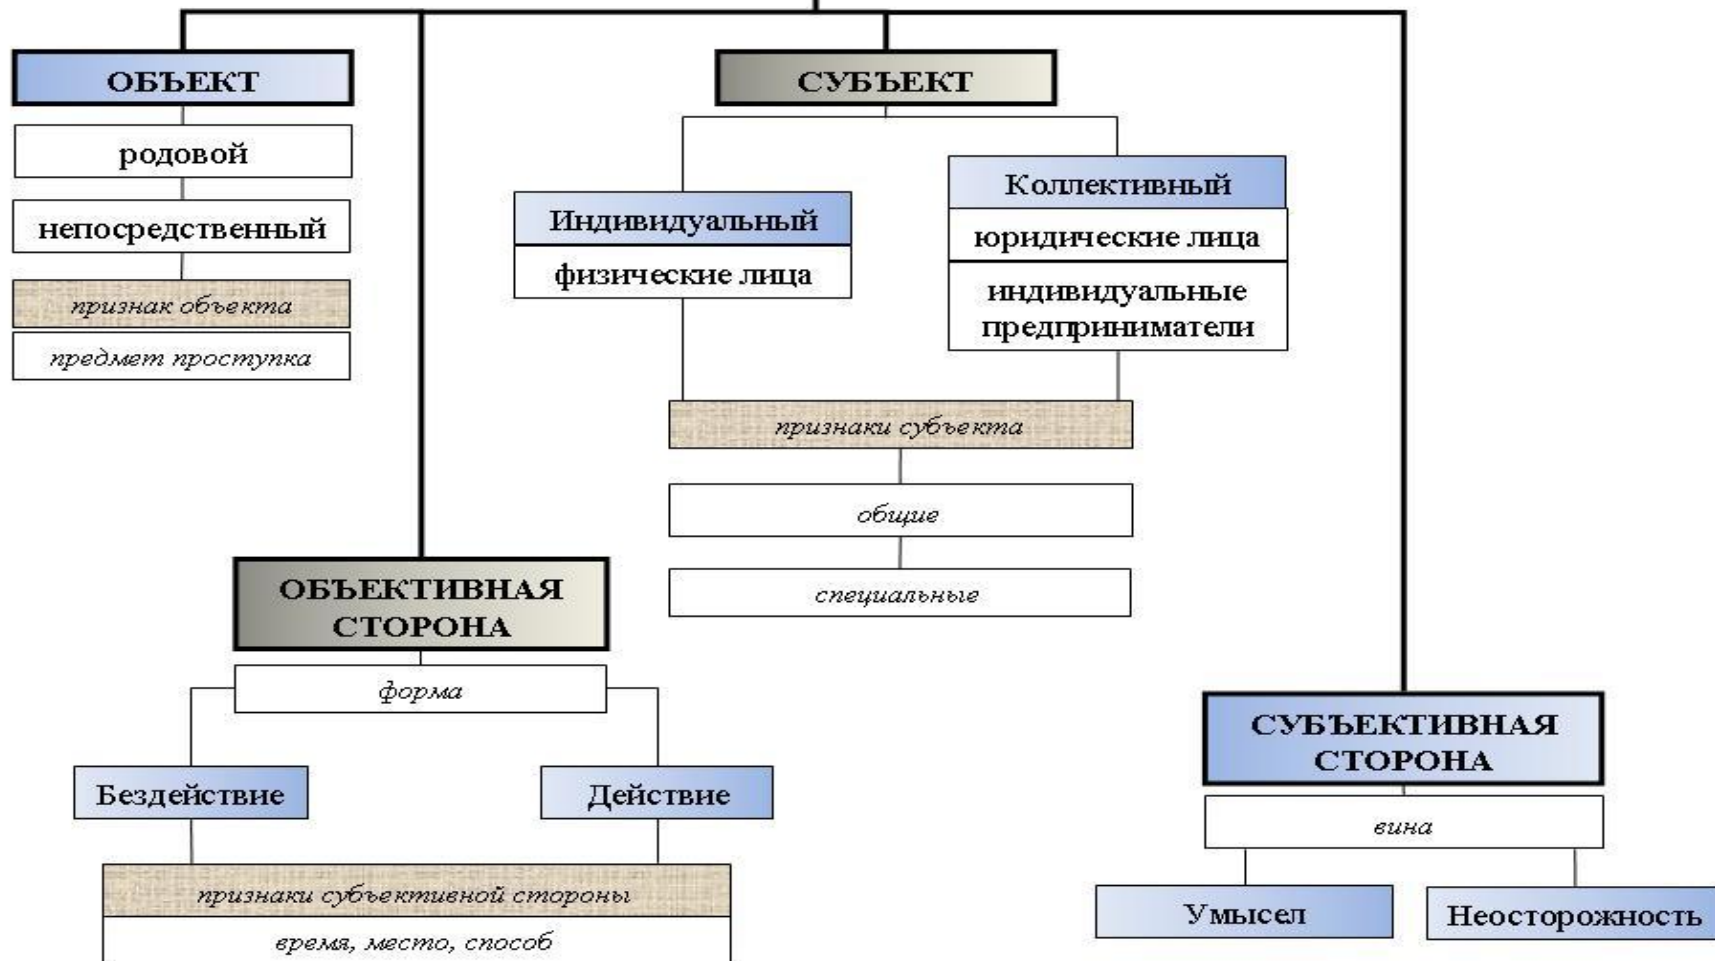 ОБЪЕКТ
родовой
непосредственный
признак объекта
предмет проступка
СУБЪЕКТ
Индивидуальный
физические лица
Коллективный
юридические лица
индивидуальные
предприниматели
признаки субъекта
общие
специальные
ОБЪЕКТИВНАЯ
СТОРОНА
форма
Бездействие
Действие
признаки субъективной стороны
время, место, способ
СУБЪЕКТИВНАЯ
СТОРОНА
вина
Умысел
Неосторожность